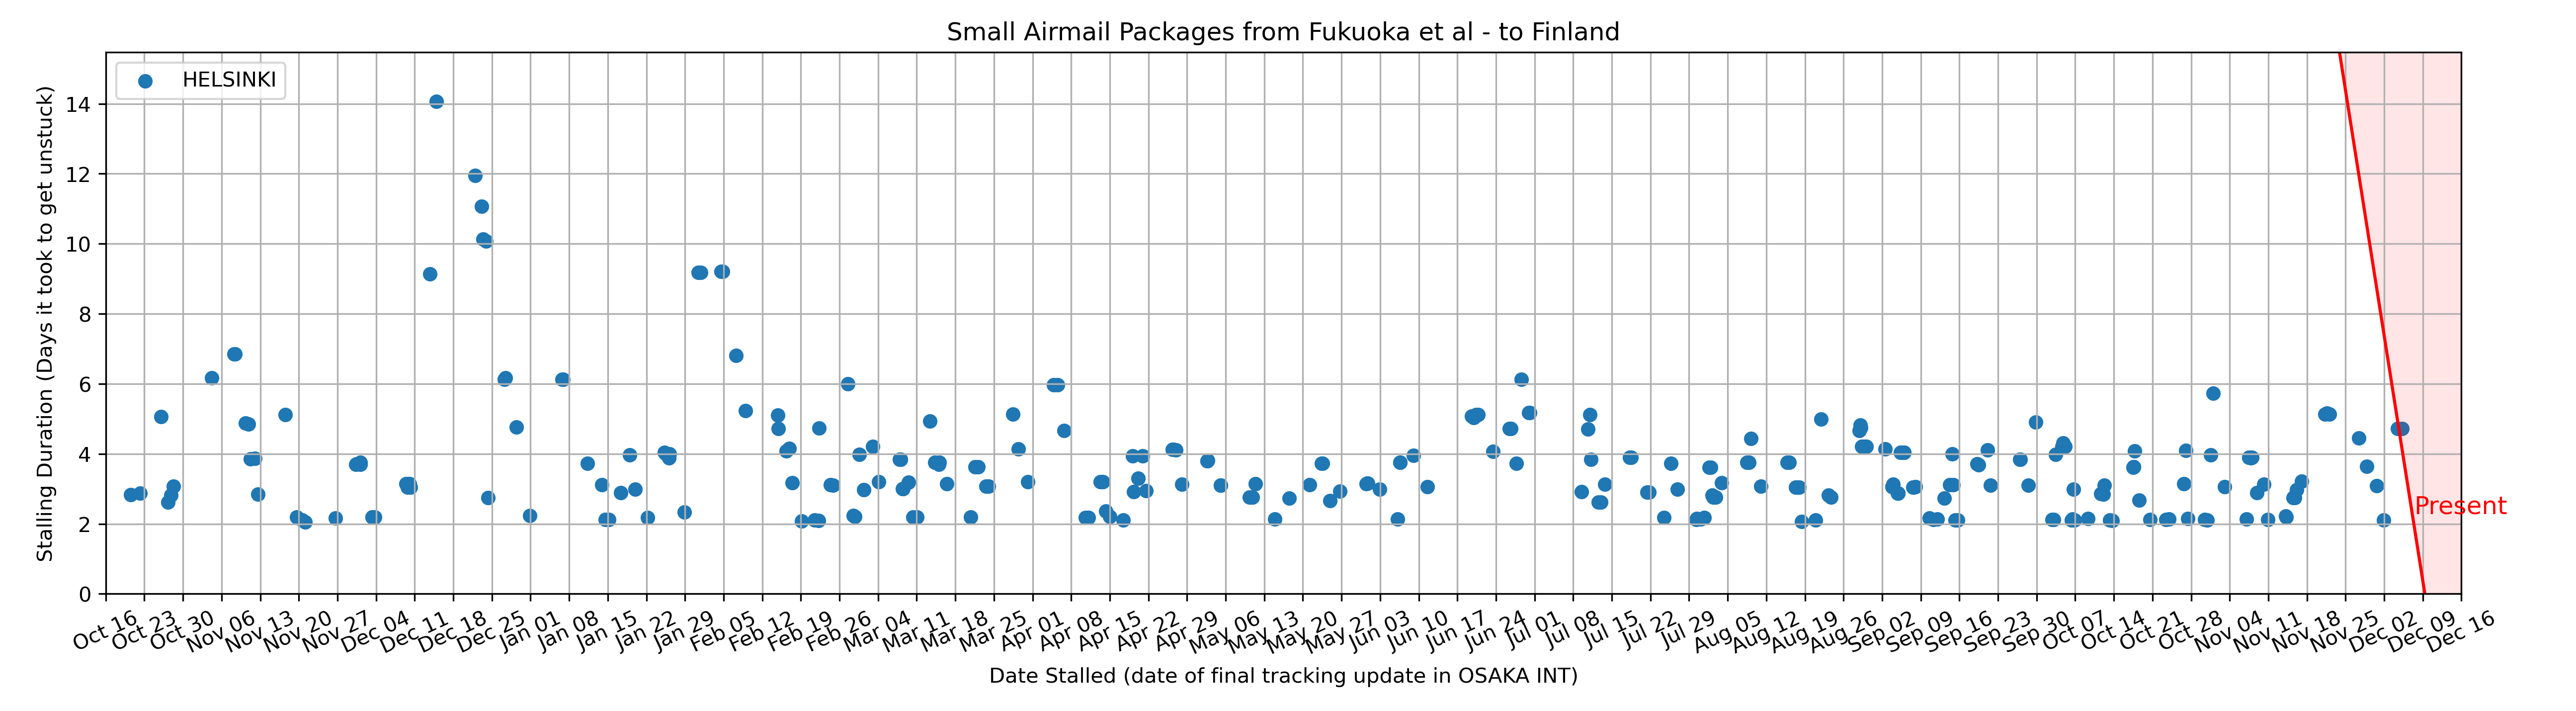 Small Airmail Packages from Fukuoka et al - to Finland
HELSINKI
Stalling Duration (Days it took to get unstuck)
14
12
10
8
6
4
2
0
Present
Oct 16
Oct 23
Oct 30
Nov 06
Nov 13
Nov 20
Nov 27
Dec 04
Dec 11
Dec 18
Dec 25
Jan 01
Jan 08
Jan 15
Jan 22
Jan 29
Feb 05
Feb 12
Feb 19
Feb 26
Mar 04
Mar 11
Mar 18
Mar 25
Apr 01
Apr 08
Apr 15
Apr 22
Apr 29
May 06
May 13
May 20
May 27
Jun 03
Jun 10
Jun 17
Jun 24
Jul 01
Jul 08
Jul 15
Jul 22
Jul 29
Aug 05
Aug 12
Aug 19
Aug 26
Sep 02
Sep 09
Sep 16
Sep 23
Sep 30
Oct 07
Oct 14
Oct 21
Oct 28
Nov 04
Nov 11
Nov 18
Nov 25
Dec 02
Dec 09
Dec 16
Date Stalled (date of final tracking update in OSAKA INT)